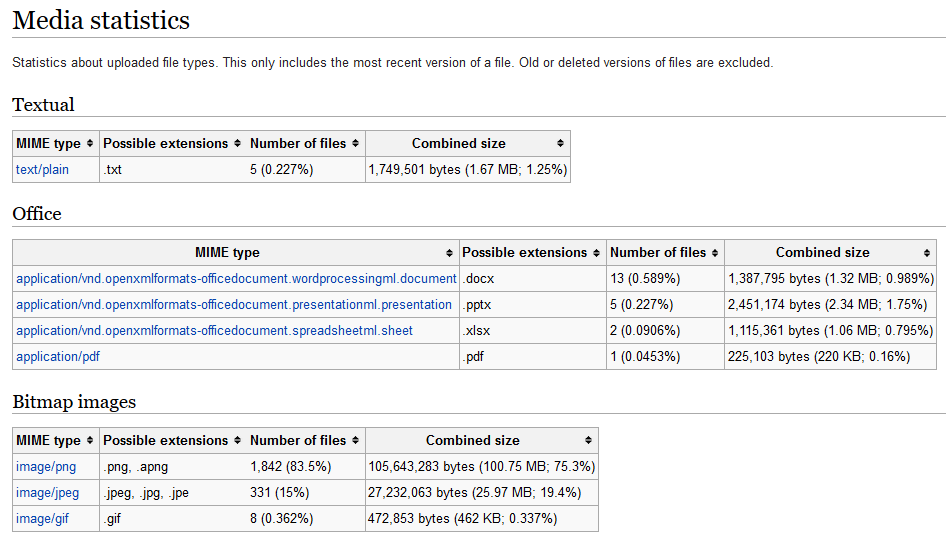 Media statistics
Statistics about uploaded file types. This only includes the most recent version of a file. Old or deleted versions of files are excluded.
Textual
MIME type Possible extensions Number of files Combined size
text/plain .txt 5 (0.227%) 1,749,501 bytes (1.67 MB; 1.25%)
Office
MIME type Possible extensions Number of files Combined size
application/vnd.openxmlformats-officedocument.wordprocessingml.document .docx 13 (0.589%) 1,387,795 bytes (1.32 MB; 0.989%)
application/vnd.openxmlformats-officedocument.presentationml.presentation .pptx 5 (0.227%) 2,451,174 bytes (2.34 MB; 1.75%)
application/vnd.openxmlformats-officedocument.spreadsheetml.sheet .xlsx 2 (0.0906%) 1,115,361 bytes (1.06 MB; 0.795%)
application/pdf .pdf 1 (0.0453%) 225,103 bytes (220 KB; 0.16%)
Bitmap images
MIME type Possible extensions Number of files Combined size
image/png .png, .apng 1,842 (83.5%) 105,643,283 bytes (100.75 MB; 75.3%)
image/jpeg .jpeg, .jpg, .jpe 331 (15%) 27,232,063 bytes (25.97 MB; 19.4%)
image/gif .gif 8 (0.362%) 472,853 bytes (462 KB; 0.337%)